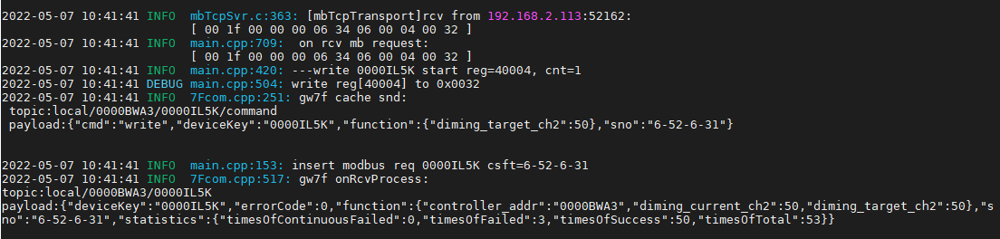 2022-05-07 10:41:41 INFO  mbTcpSvr.c:363: [mbTcpTransport]rcv from 192.168.2.113:52162:
[ 00 1f 00 00 00 06 34 06 00 04 00 32 ]
2022-05-07 10:41:41 INFO  main.cpp:709:  on rcv mb request:
[ 00 1f 00 00 00 06 34 06 00 04 00 32 ]
2022-05-07 10:41:41 INFO  main.cpp:420: ---write 0000IL5K start reg=40004, cnt=1
2022-05-07 10:41:41 DEBUG main.cpp:504: write reg[40004] to 0x0032
2022-05-07 10:41:41 INFO  7Fcom.cpp:251: gw7f cache snd:
topic:local/0000BWA3/0000IL5K/command
payload:{"cmd":"write","deviceKey":"0000IL5K","function":{"diming_target_ch2":50},"sno":"6-52-6-31"}
2022-05-07 10:41:41 INFO  main.cpp:153: insert modbus req 0000IL5K csft=6-52-6-31
2022-05-07 10:41:41 INFO  7Fcom.cpp:517: gw7f onRcvProcess:
topic:local/0000BWA3/0000IL5K
payload:{"deviceKey":"0000IL5K","errorCode":0,"function":{"controller_addr":"0000BWA3","diming_current_ch2":50,"diming_target_ch2":50},"s
no":"6-52-6-31","statistics":{"timesOfContinuousFailed":0,"timesOfFailed":3,"timesOfSuccess":50,"timesOfTotal":53}}